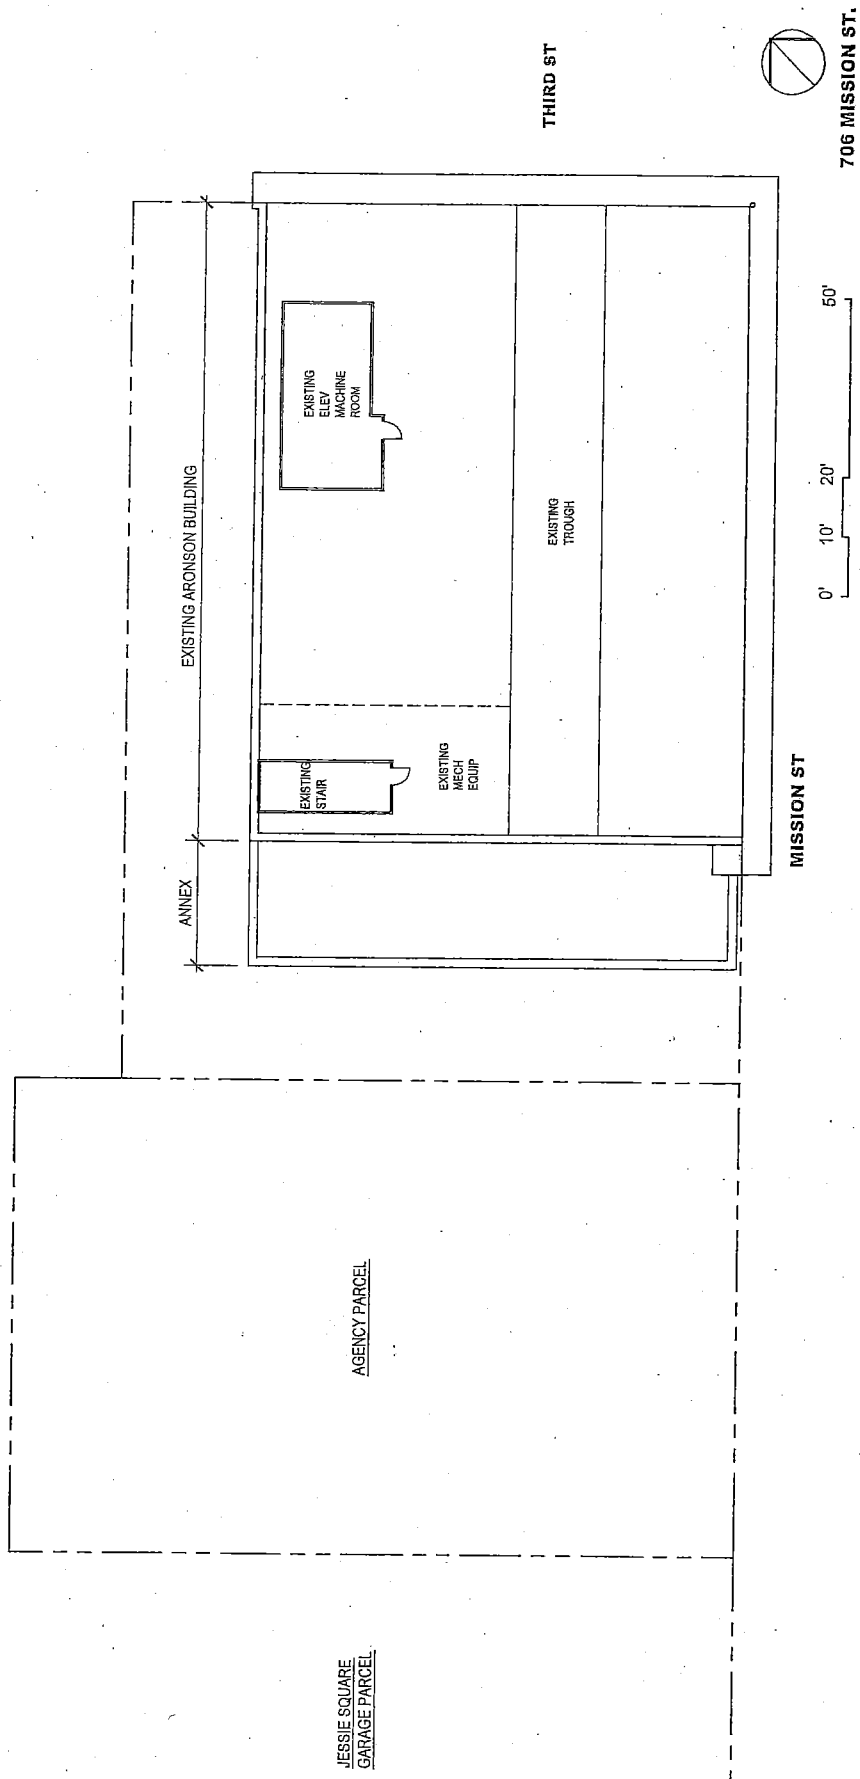 JESSIE SQUARE
GARAGE PARCEL
AGENCY PARCEL
ANNEX
EXISTING ARONSON BUILDING
EXISTING
STAIR
EXISTING
MECH
EQUIP
EXISTING
ELEV
MACHINE
ROOM
EXISTING
TROUGH
THIRD ST
MISSION ST
0' 10' 20' 50'
706 MISSION ST.